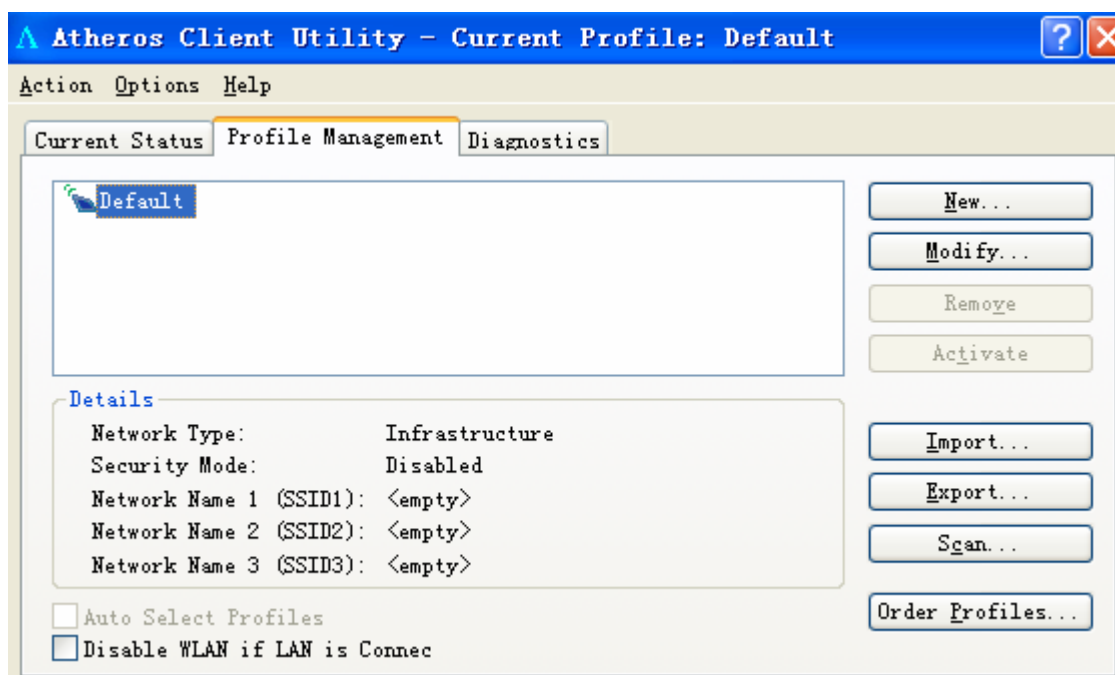 Atheros Client Utility - Current Profile: Default
?
Action Options Help
Current Status Profile Management Diagnostics
Default
New...
Modify...
Remove
Activate
Details
Network Type: Infrastructure
Security Mode: Disabled
Network Name 1 (SSID1): <empty>
Network Name 2 (SSID2): <empty>
Network Name 3 (SSID3): <empty>
Import...
Export...
Scan...
Order Profiles...
Auto Select Profiles
Disable WLAN if LAN is Connec